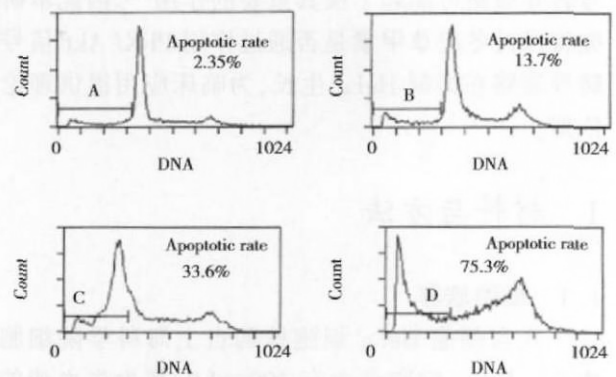 Count
Apoptotic rate
2.35%
A
0
1024
DNA
Count
Apoptotic rate
13.7%
B
0
1024
DNA
Count
Apoptotic rate
33.6%
C
0
1024
DNA
Count
Apoptotic rate
75.3%
D
0
1024
DNA